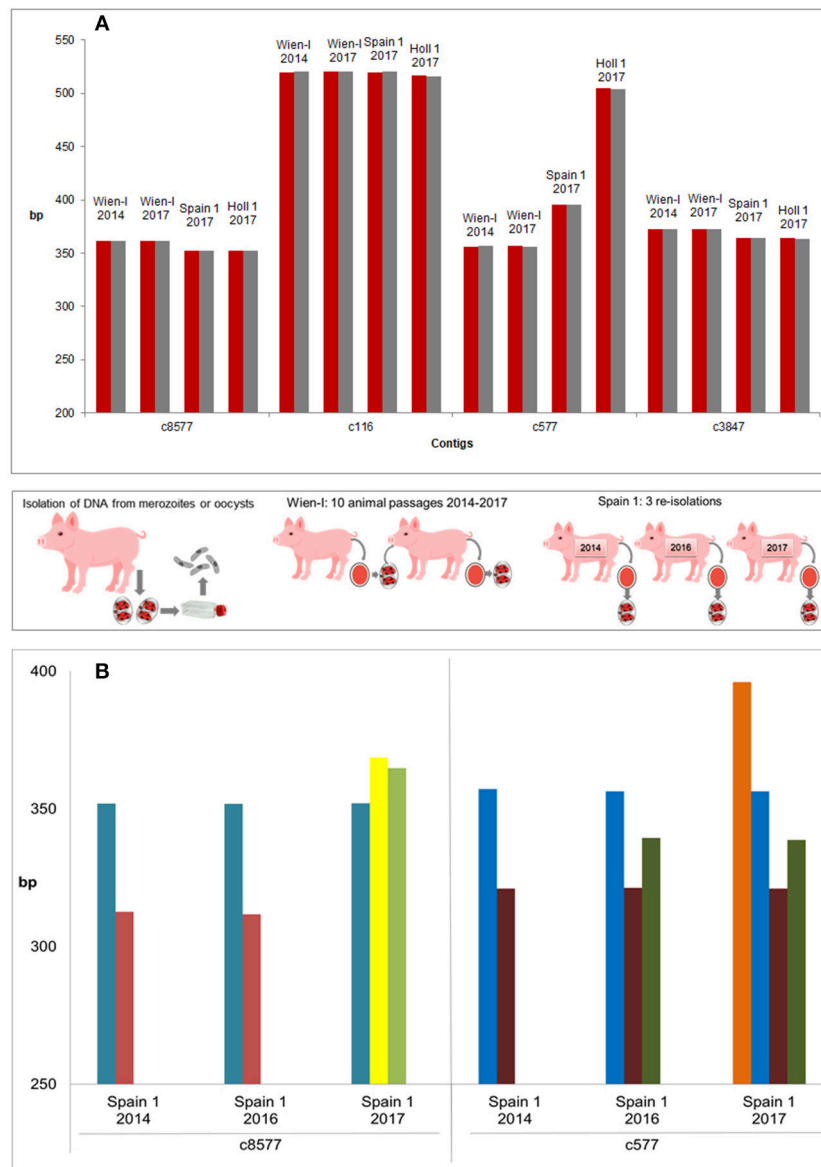 A
550
500
450
400
350
300
250
200
bp
Wien-I
2014
Wien-I
2017
Spain 1
2017
Holl 1
2017
Wien-I
2014
Wien-I
2017
Spain 1
2017
Holl 1
2017
Wien-I
2014
Wien-I
2017
Spain 1
2017
Holl 1
2017
Wien-I
2014
Wien-I
2017
Spain 1
2017
Holl 1
2017
c8577
c116
c577
c3847
Contigs
Isolation of DNA from merozoites or oocysts
Wien-I: 10 animal passages 2014-2017
Spain 1: 3 re-isolations
2014
2016
2017
B
400
350
300
250
bp
Spain 1
2014
Spain 1
2016
Spain 1
2017
Spain 1
2014
Spain 1
2016
Spain 1
2017
c8577
c577